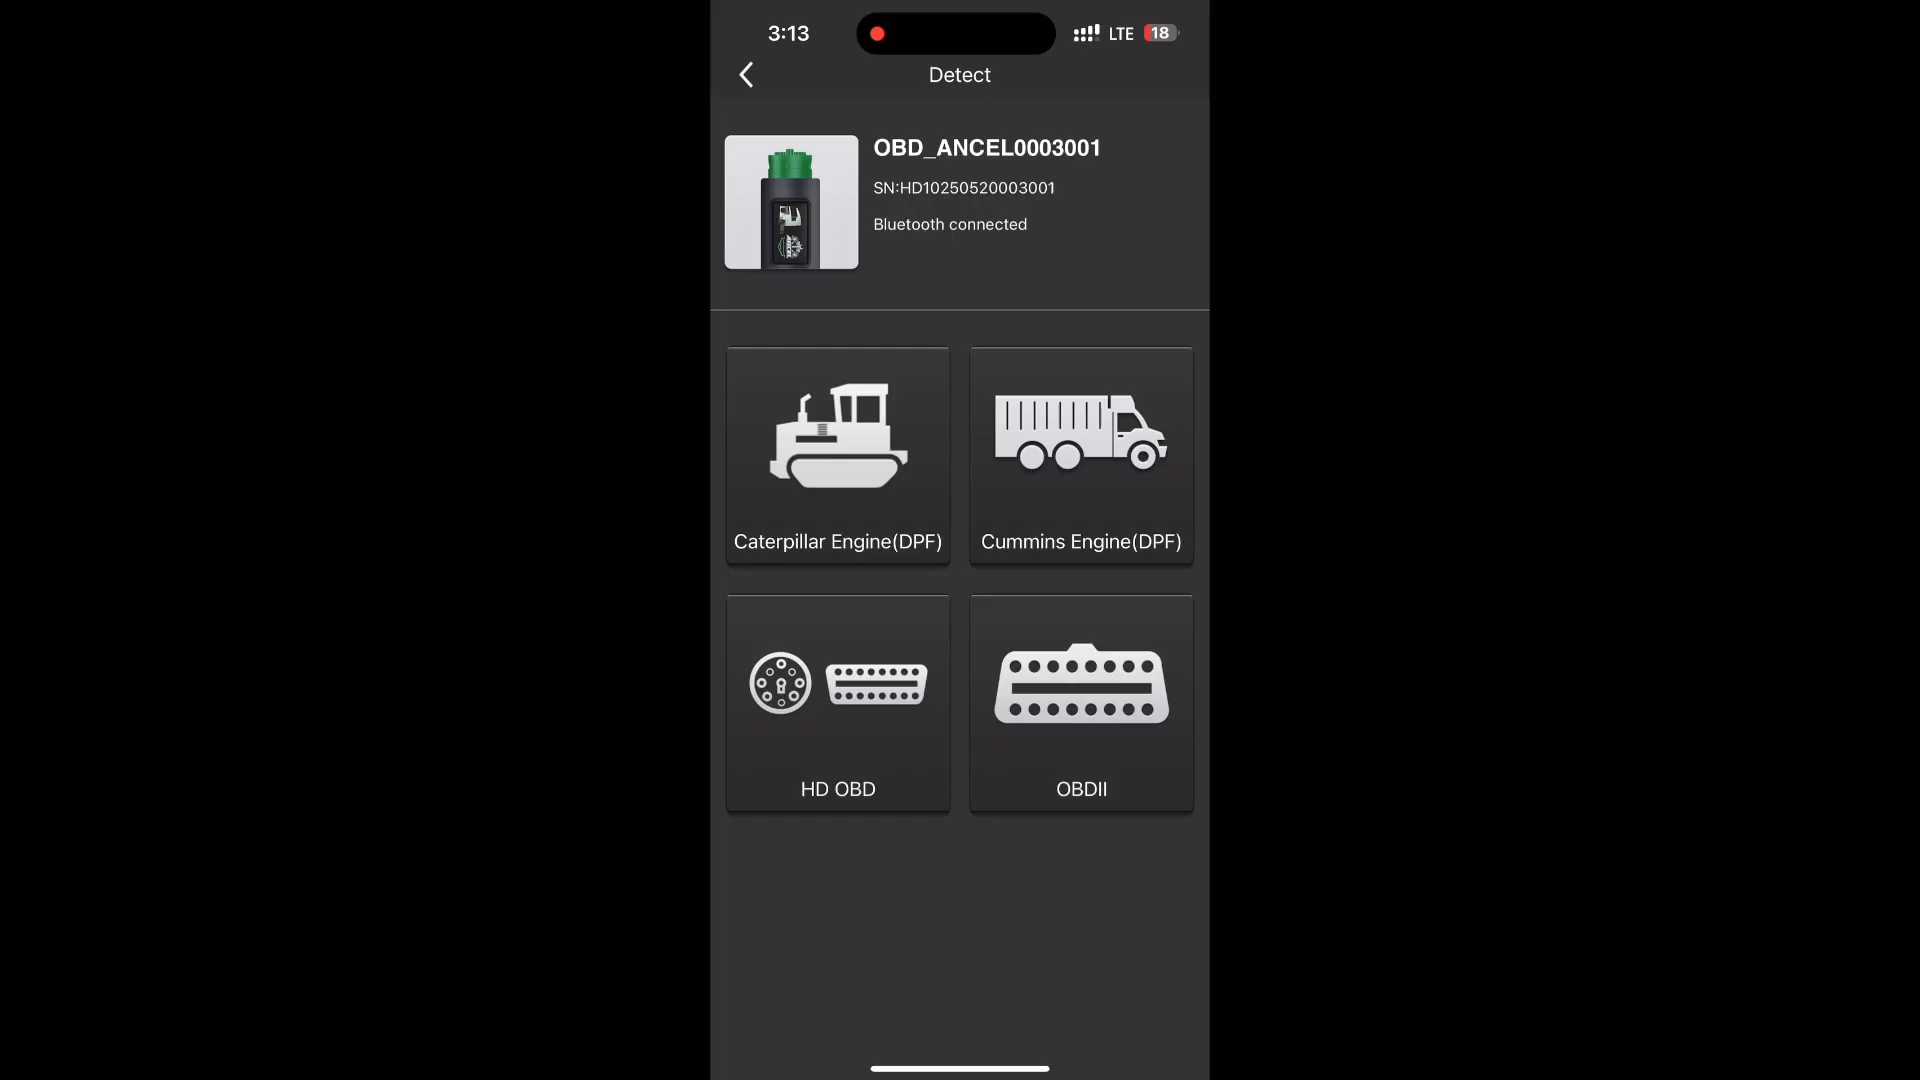 3:13
LTE
18
Detect
OBD_ANCEL0003001
SN:HD10250520003001
Bluetooth connected
Caterpillar Engine(DPF)
Cummins Engine(DPF)
HD OBD
OBDII